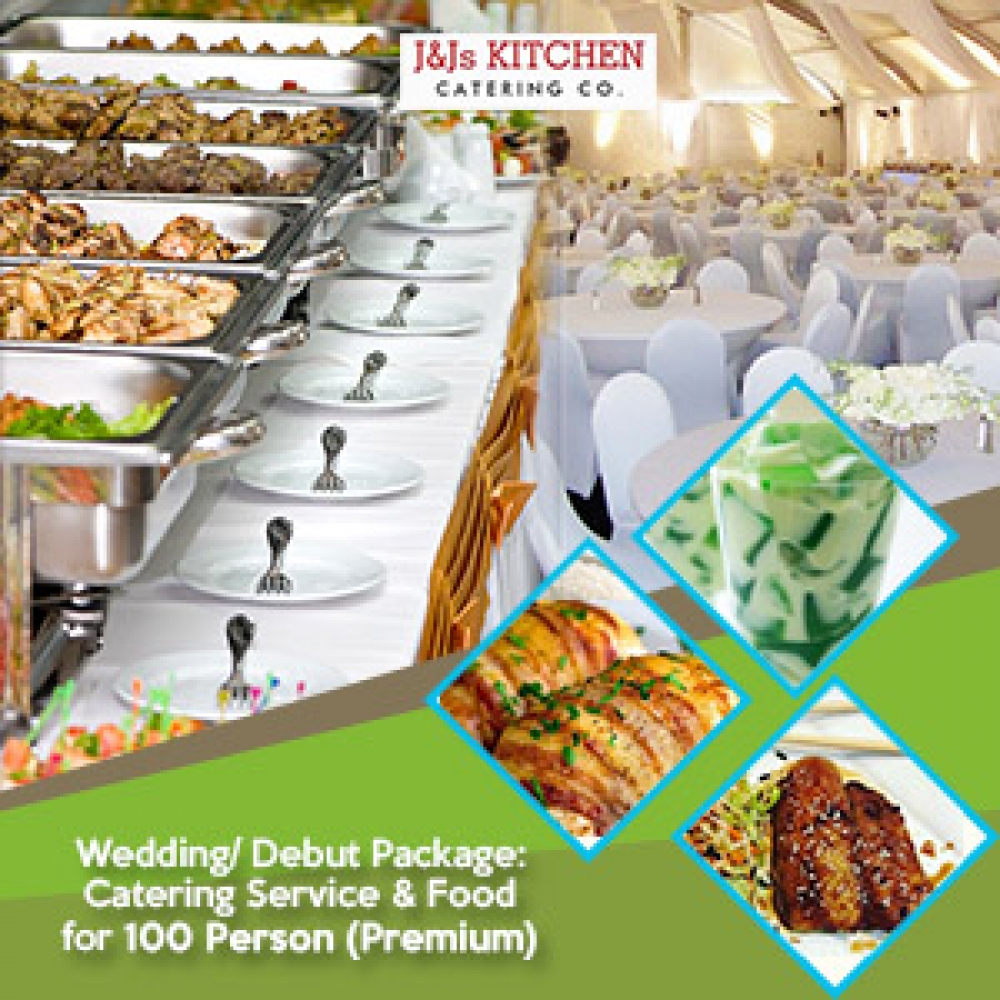 J&Js KITCHEN
CATERING CO.
Wedding/ Debut Package:
Catering Service & Food
for 100 Person (Premium)